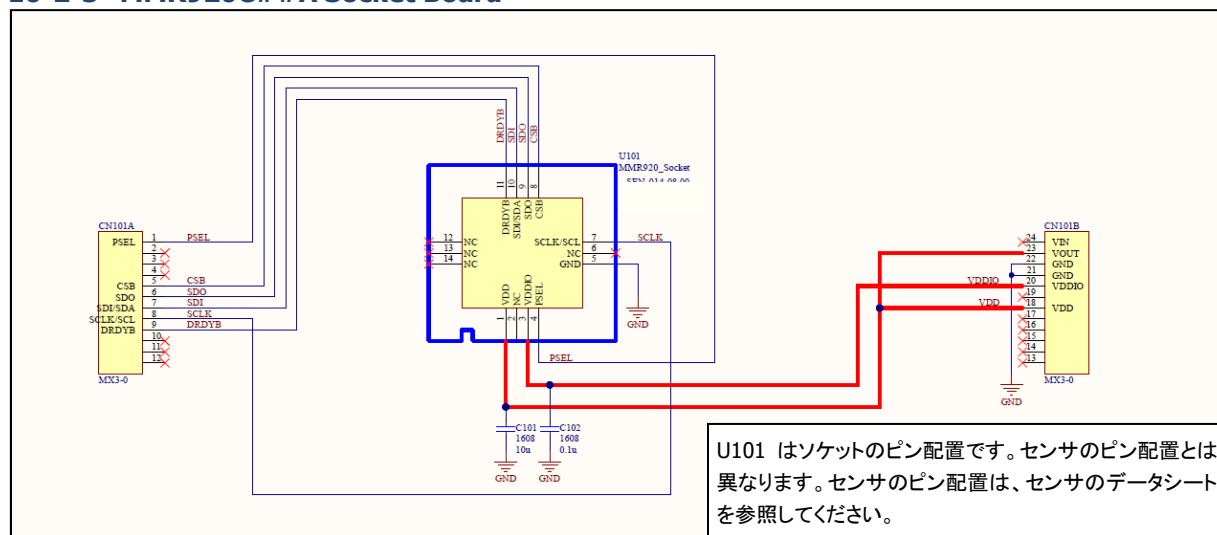 U101
MMR920_Socket
DRDYB
SDI
SDO
CSB
11
10
9
8
DRDYB
SDI/SDA
SDO
CSB
12 NC
13 NC
14 NC
SCLK/SCL 7 SCLK
NC 6
GND 5
GND
VDD
NC
VDDIO
PSEL
1
2
3
4
PSEL
CN101A
PSEL 1 PSEL
2
3
4
CSB 5 CSB
SDO 6 SDO
SDI/SDA 7 SDI
SCLK/SCL 8 SCLK
DRDYB 9 DRDYB
10
11
12
MX3-0
CN101B
24 VIN
23 VOUT
22 GND
21 GND
VDDIO 20 VDDIO
19
VDD 18 VDD
17
16
15
14
13
MX3-0
GND
C101
1608
10u
GND
C102
1608
0.1u
GND
U101 はソケットのピン配置です。センサのピン配置とは
異なります。センサのピン配置は、センサのデータシート
を参照してください。